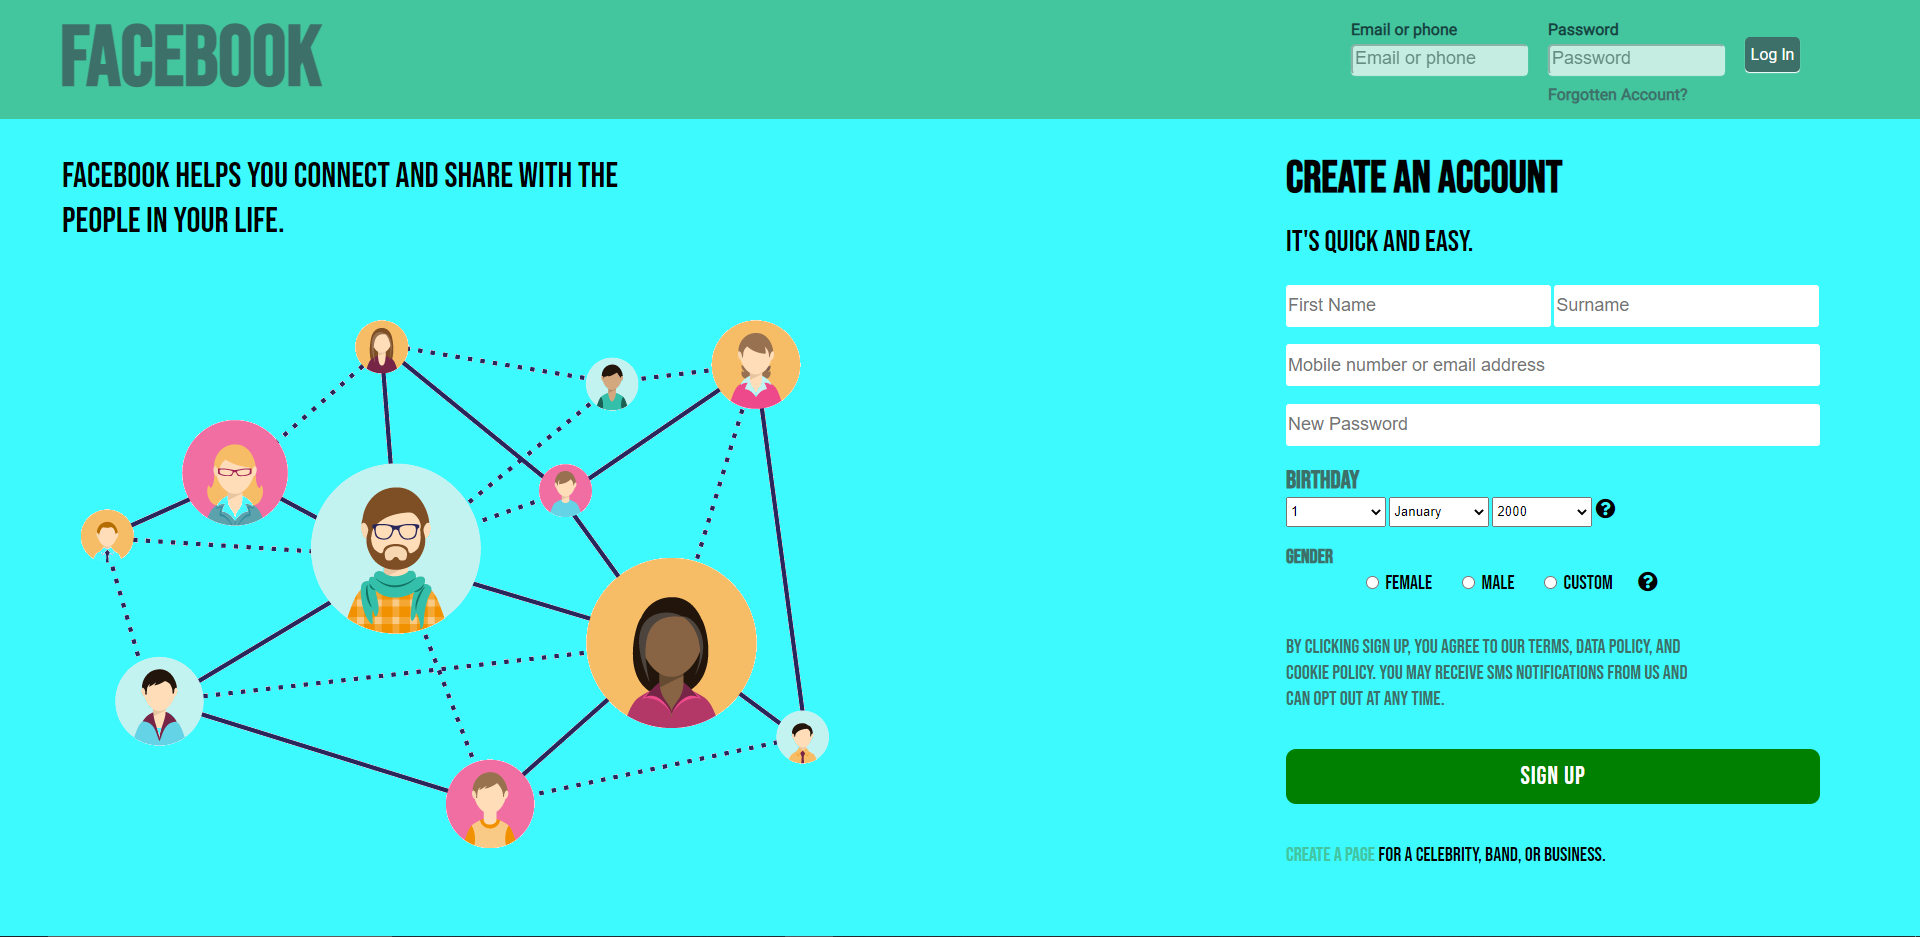 FACEBOOK
Email or phone
Password
Email or phone
Password
Log In
Forgotten Account?
FACEBOOK HELPS YOU CONNECT AND SHARE WITH THE
PEOPLE IN YOUR LIFE.
CREATE AN ACCOUNT
IT'S QUICK AND EASY.
First Name
Surname
Mobile number or email address
New Password
BIRTHDAY
1
January
2000
?
GENDER
FEMALE
MALE
CUSTOM
?
BY CLICKING SIGN UP, YOU AGREE TO OUR TERMS, DATA POLICY, AND
COOKIE POLICY. YOU MAY RECEIVE SMS NOTIFICATIONS FROM US AND
CAN OPT OUT AT ANY TIME.
SIGN UP
CREATE A PAGE FOR A CELEBRITY, BAND, OR BUSINESS.